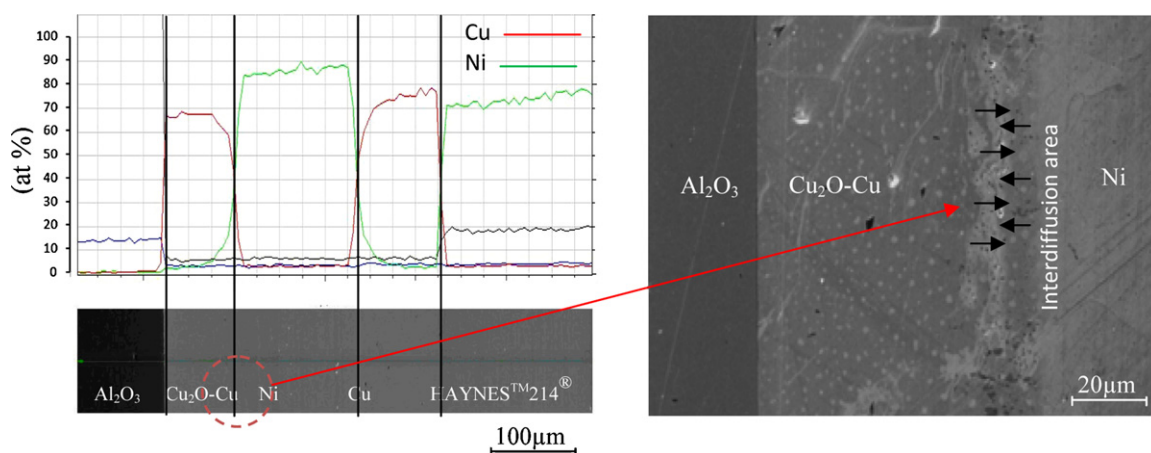 Cu
Ni
(at %)
100
90
80
70
60
50
40
30
20
10
0
Al₂O₃
Cu₂O-Cu
Ni
Cu
HAYNES™214®
100µm
Al₂O₃
Cu₂O-Cu
Interdiffusion area
Ni
20µm